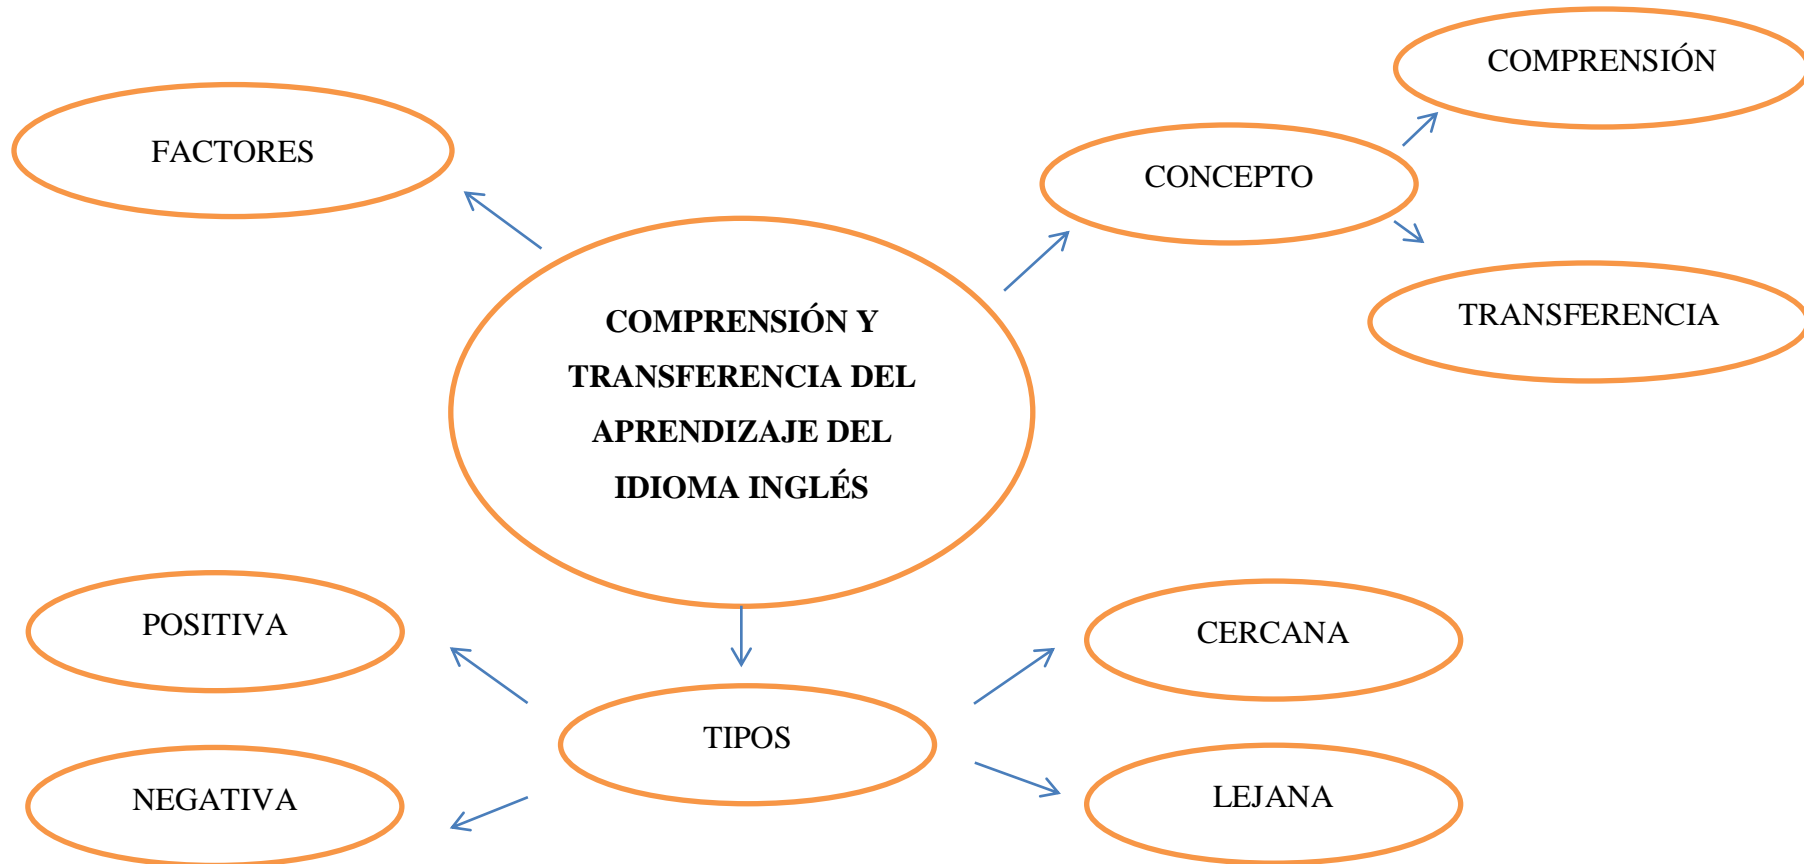 COMPRENSIÓN
FACTORES
CONCEPTO
TRANSFERENCIA
COMPRENSIÓN Y
TRANSFERENCIA DEL
APRENDIZAJE DEL
IDIOMA INGLÉS
POSITIVA
CERCANA
TIPOS
NEGATIVA
LEJANA